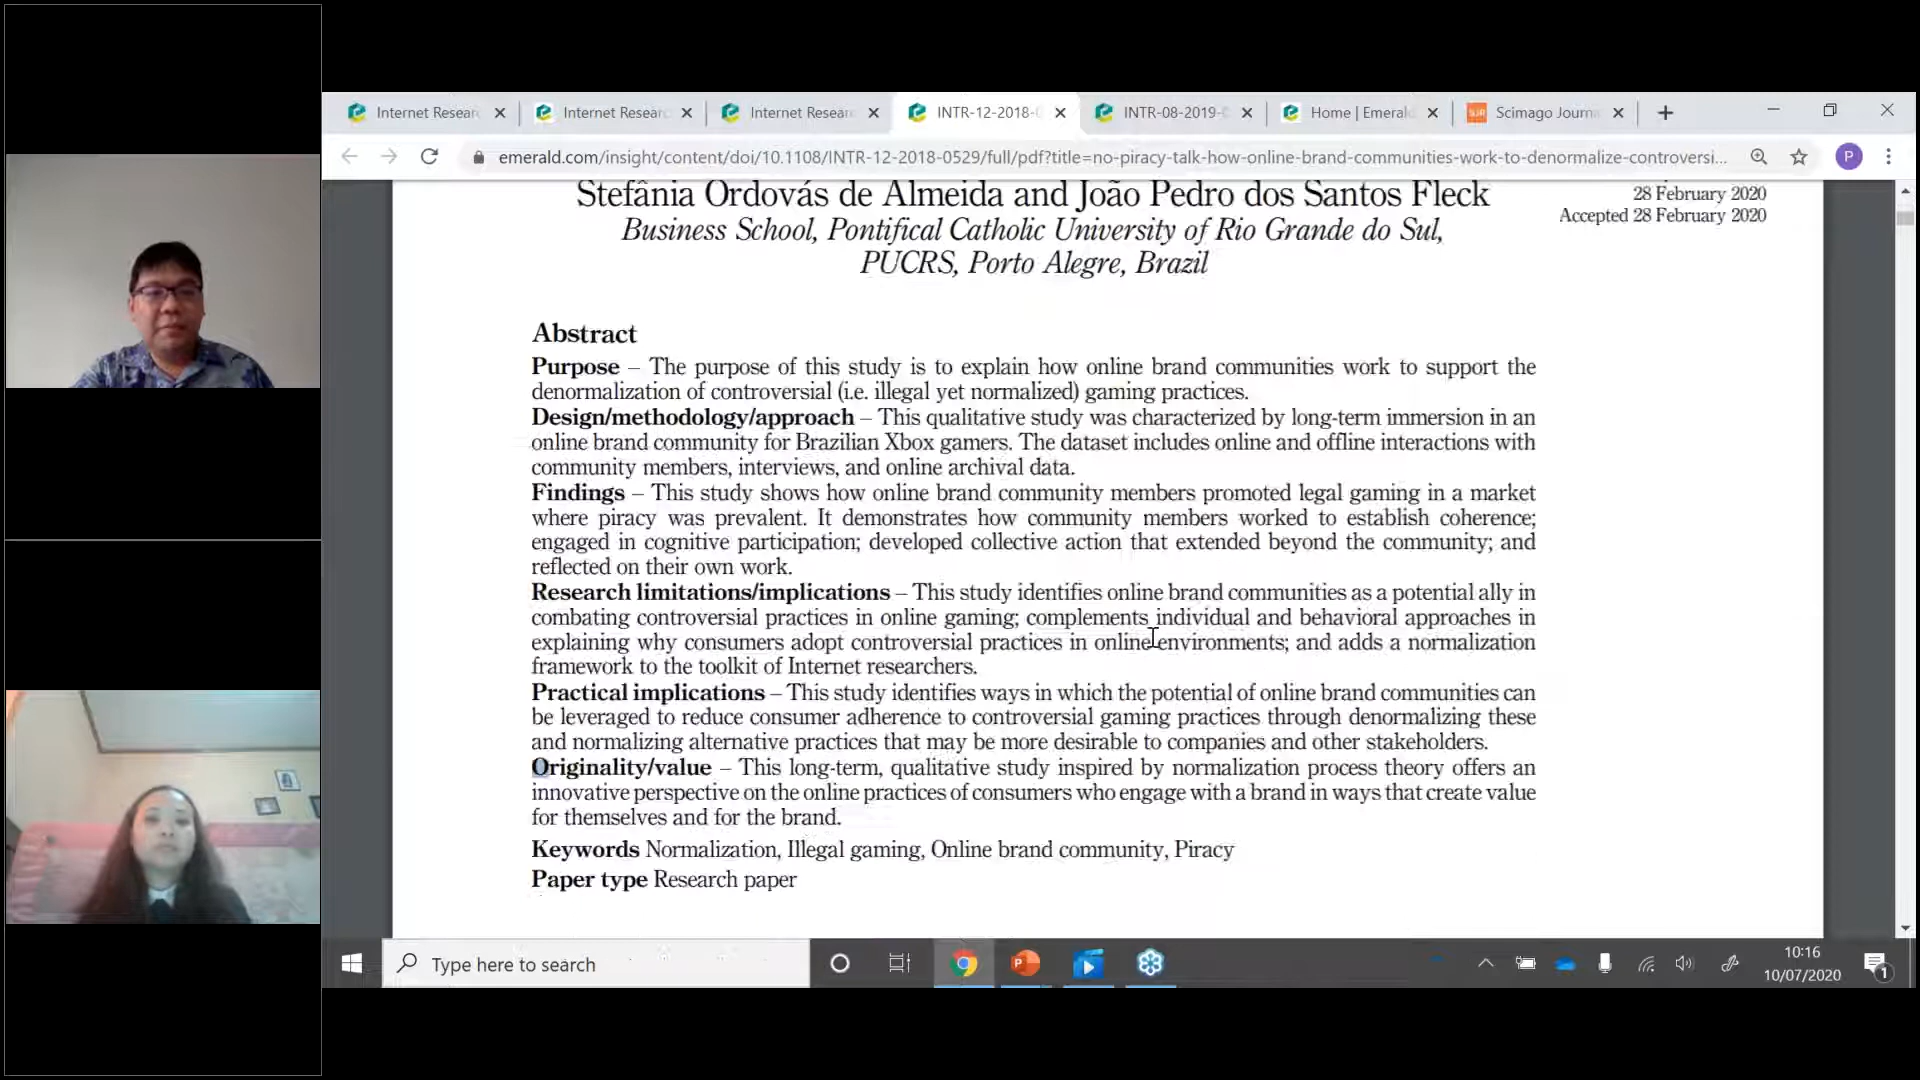 Internet Resear
Internet Researc
Internet Resear
INTR-12-2018-
INTR-08-2019-
Home | Emeral
SJR
Scimago Journa
emerald.com/insight/content/doi/10.1108/INTR-12-2018-0529/full/pdf?title=no-piracy-talk-how-online-brand-communities-work-to-denormalize-controversi...
P
Stefânia Ordovás de Almeida and João Pedro dos Santos Fleck
Business School, Pontifical Catholic University of Rio Grande do Sul,
PUCRS, Porto Alegre, Brazil
28 February 2020
Accepted 28 February 2020
Abstract
Purpose – The purpose of this study is to explain how online brand communities work to support the
denormalization of controversial (i.e. illegal yet normalized) gaming practices.
Design/methodology/approach – This qualitative study was characterized by long-term immersion in an
online brand community for Brazilian Xbox gamers. The dataset includes online and offline interactions with
community members, interviews, and online archival data.
Findings – This study shows how online brand community members promoted legal gaming in a market
where piracy was prevalent. It demonstrates how community members worked to establish coherence;
engaged in cognitive participation; developed collective action that extended beyond the community; and
reflected on their own work.
Research limitations/implications – This study identifies online brand communities as a potential ally in
combating controversial practices in online gaming; complements individual and behavioral approaches in
explaining why consumers adopt controversial practices in online environments; and adds a normalization
framework to the toolkit of Internet researchers.
Practical implications – This study identifies ways in which the potential of online brand communities can
be leveraged to reduce consumer adherence to controversial gaming practices through denormalizing these
and normalizing alternative practices that may be more desirable to companies and other stakeholders.
Originality/value – This long-term, qualitative study inspired by normalization process theory offers an
innovative perspective on the online practices of consumers who engage with a brand in ways that create value
for themselves and for the brand.
Keywords Normalization, Illegal gaming, Online brand community, Piracy
Paper type Research paper
Type here to search
10:16
10/07/2020
1